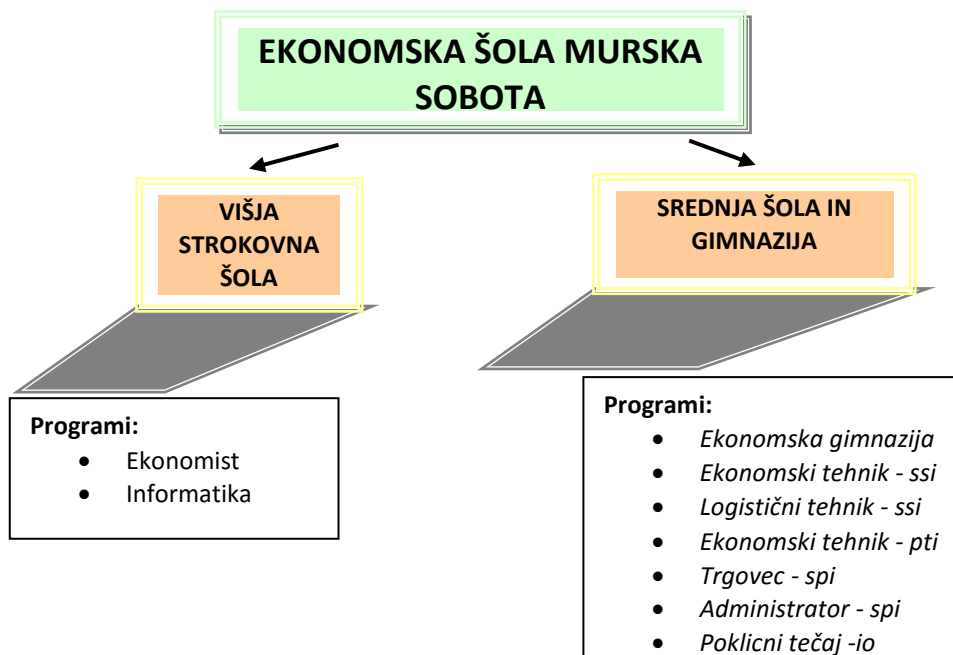 EKONOMSKA ŠOLA MURSKA
SOBOTA
VIŠJA
STROKOVNA
ŠOLA
SREDNJA ŠOLA IN
GIMNAZIJA
Programi:
• Ekonomist
• Informatika
Programi:
• Ekonomska gimnazija
• Ekonomski tehnik - ssi
• Logistični tehnik - ssi
• Ekonomski tehnik - pti
• Trgovec - spi
• Administrator - spi
• Poklicni tečaj -io